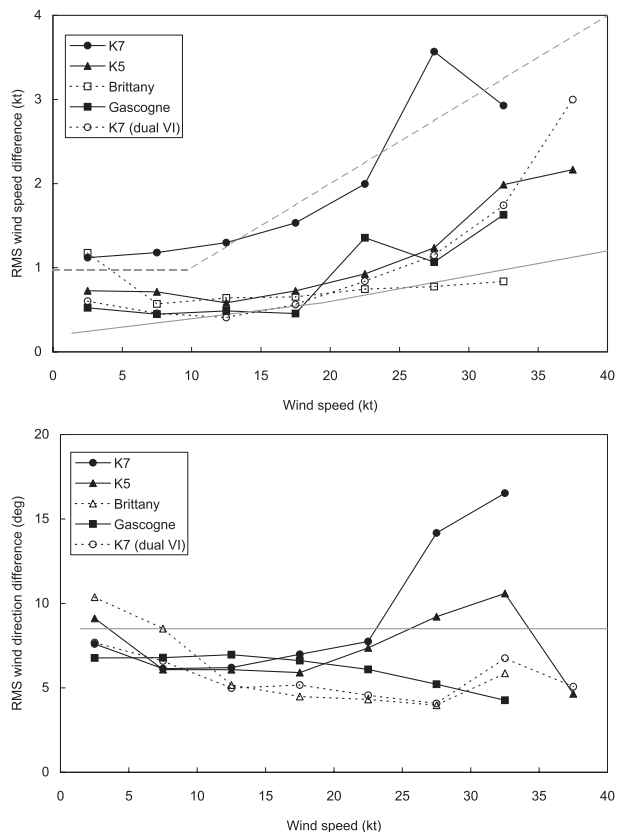 4
3
2
1
0
RMS wind speed difference (kt)
K7
K5
Brittany
Gascogne
K7 (dual VI)
0 5 10 15 20 25 30 35 40
Wind speed (kt)
20
15
10
5
0
RMS wind direction difference (deg)
K7
K5
Brittany
Gascogne
K7 (dual VI)
0 5 10 15 20 25 30 35 40
Wind speed (kt)